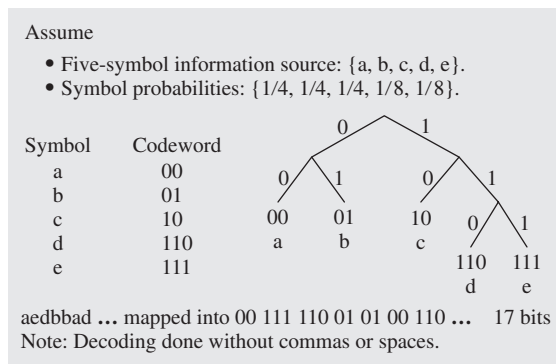 Assume
• Five-symbol information source: {a, b, c, d, e}.
• Symbol probabilities: {1/4, 1/4, 1/4, 1/8, 1/8}.
Symbol Codeword
a 00
b 01
c 10
d 110
e 111
0 1
0 1 0 1
00 01 10 0 1
a b c
110 111
d e
aedbbad ... mapped into 00 111 110 01 01 00 110 ... 17 bits
Note: Decoding done without commas or spaces.